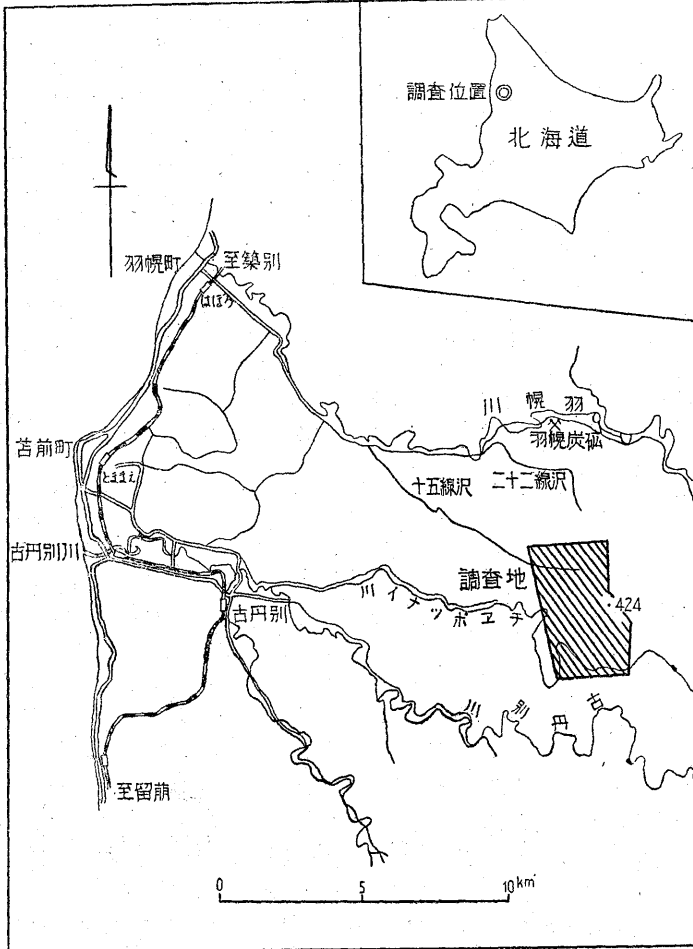 調査位置
北海道
羽幌町
至築別
はぼろ
羽幌川
羽幌炭砿
苫前町
とままえ
十五線沢
二十二線沢
古丹別川
調査地
424
チエボツナイ川
古丹別
古丹別川
至留萠
0 5 10km